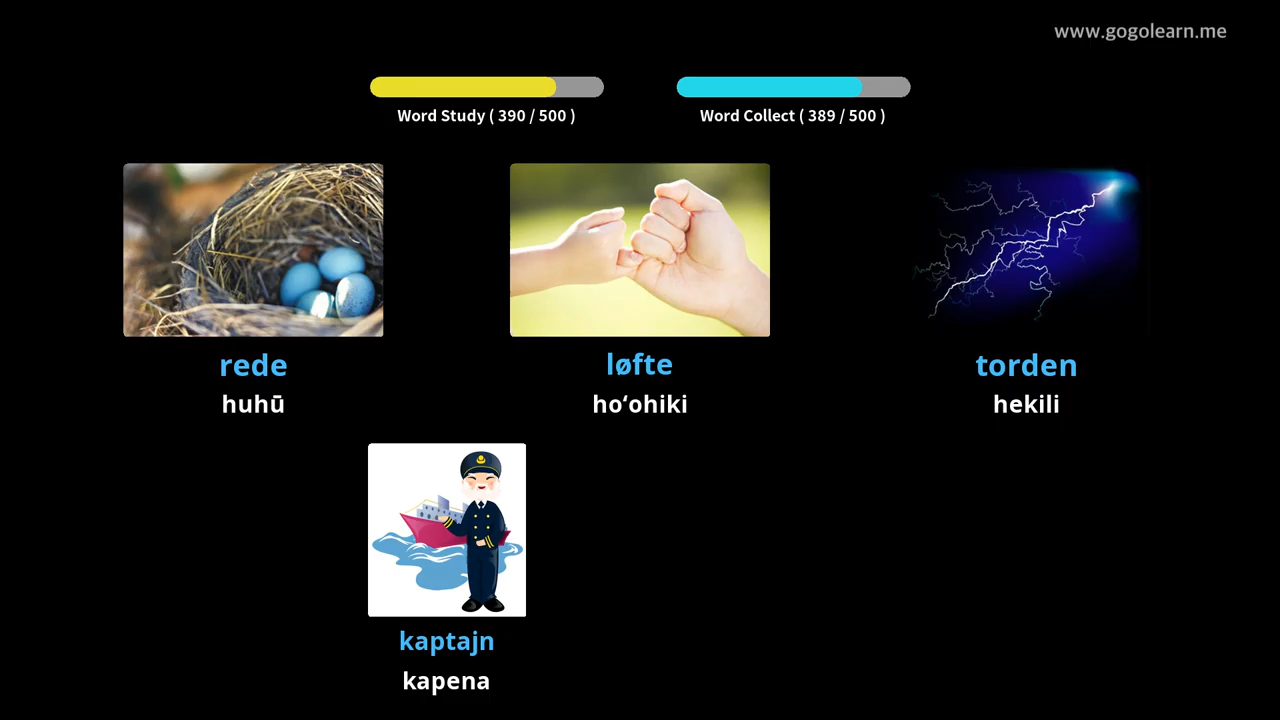 www.gogolearn.me
Word Study ( 390 / 500 )
Word Collect ( 389 / 500 )
rede
løfte
torden
huhū
hoʻohiki
hekili
kaptajn
kapena